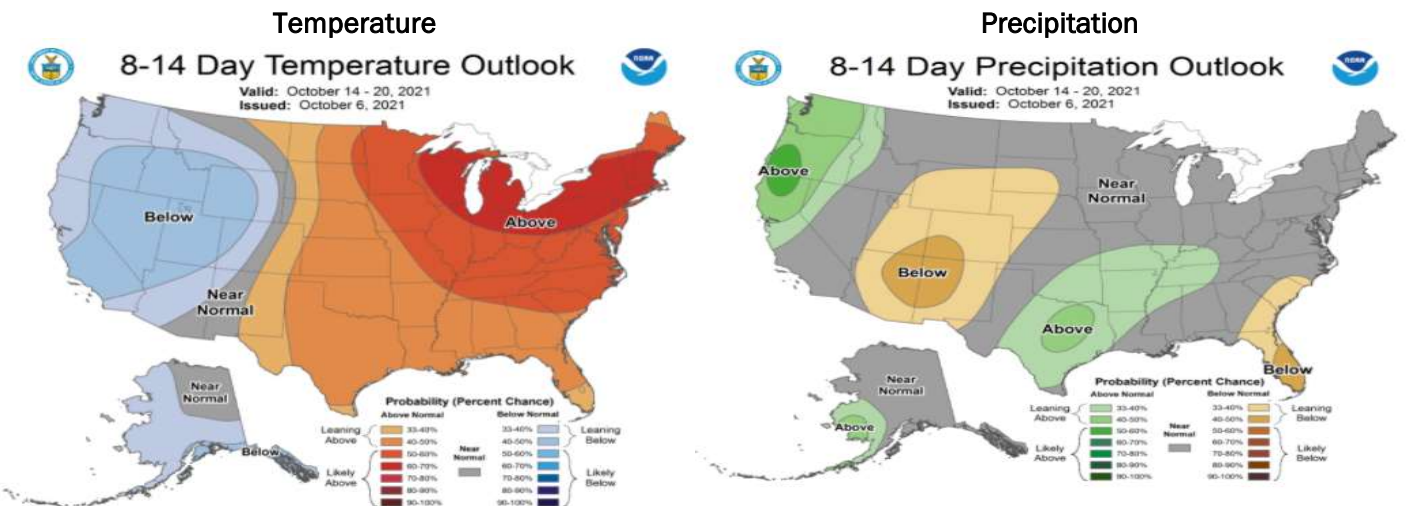 Temperature
8-14 Day Temperature Outlook
Valid: October 14 - 20, 2021
Issued: October 6, 2021
Below
Near
Normal
Above
Near
Normal
Below
Probability (Percent Chance)
Above Normal
Below Normal
Leaning
Above
33-40%
40-50%
Likely
Above
50-60%
60-70%
70-80%
80-90%
90-100%
Near
Normal
33-40%
40-50%
Leaning
Below
50-60%
60-70%
70-80%
80-90%
90-100%
Likely
Below
Precipitation
8-14 Day Precipitation Outlook
Valid: October 14 - 20, 2021
Issued: October 6, 2021
Above
Near
Normal
Below
Above
Below
Near
Normal
Above
Probability (Percent Chance)
Above Normal
Below Normal
Leaning
Above
33-40%
40-50%
Likely
Above
50-60%
60-70%
70-80%
80-90%
90-100%
Near
Normal
33-40%
40-50%
Leaning
Below
50-60%
60-70%
70-80%
80-90%
90-100%
Likely
Below